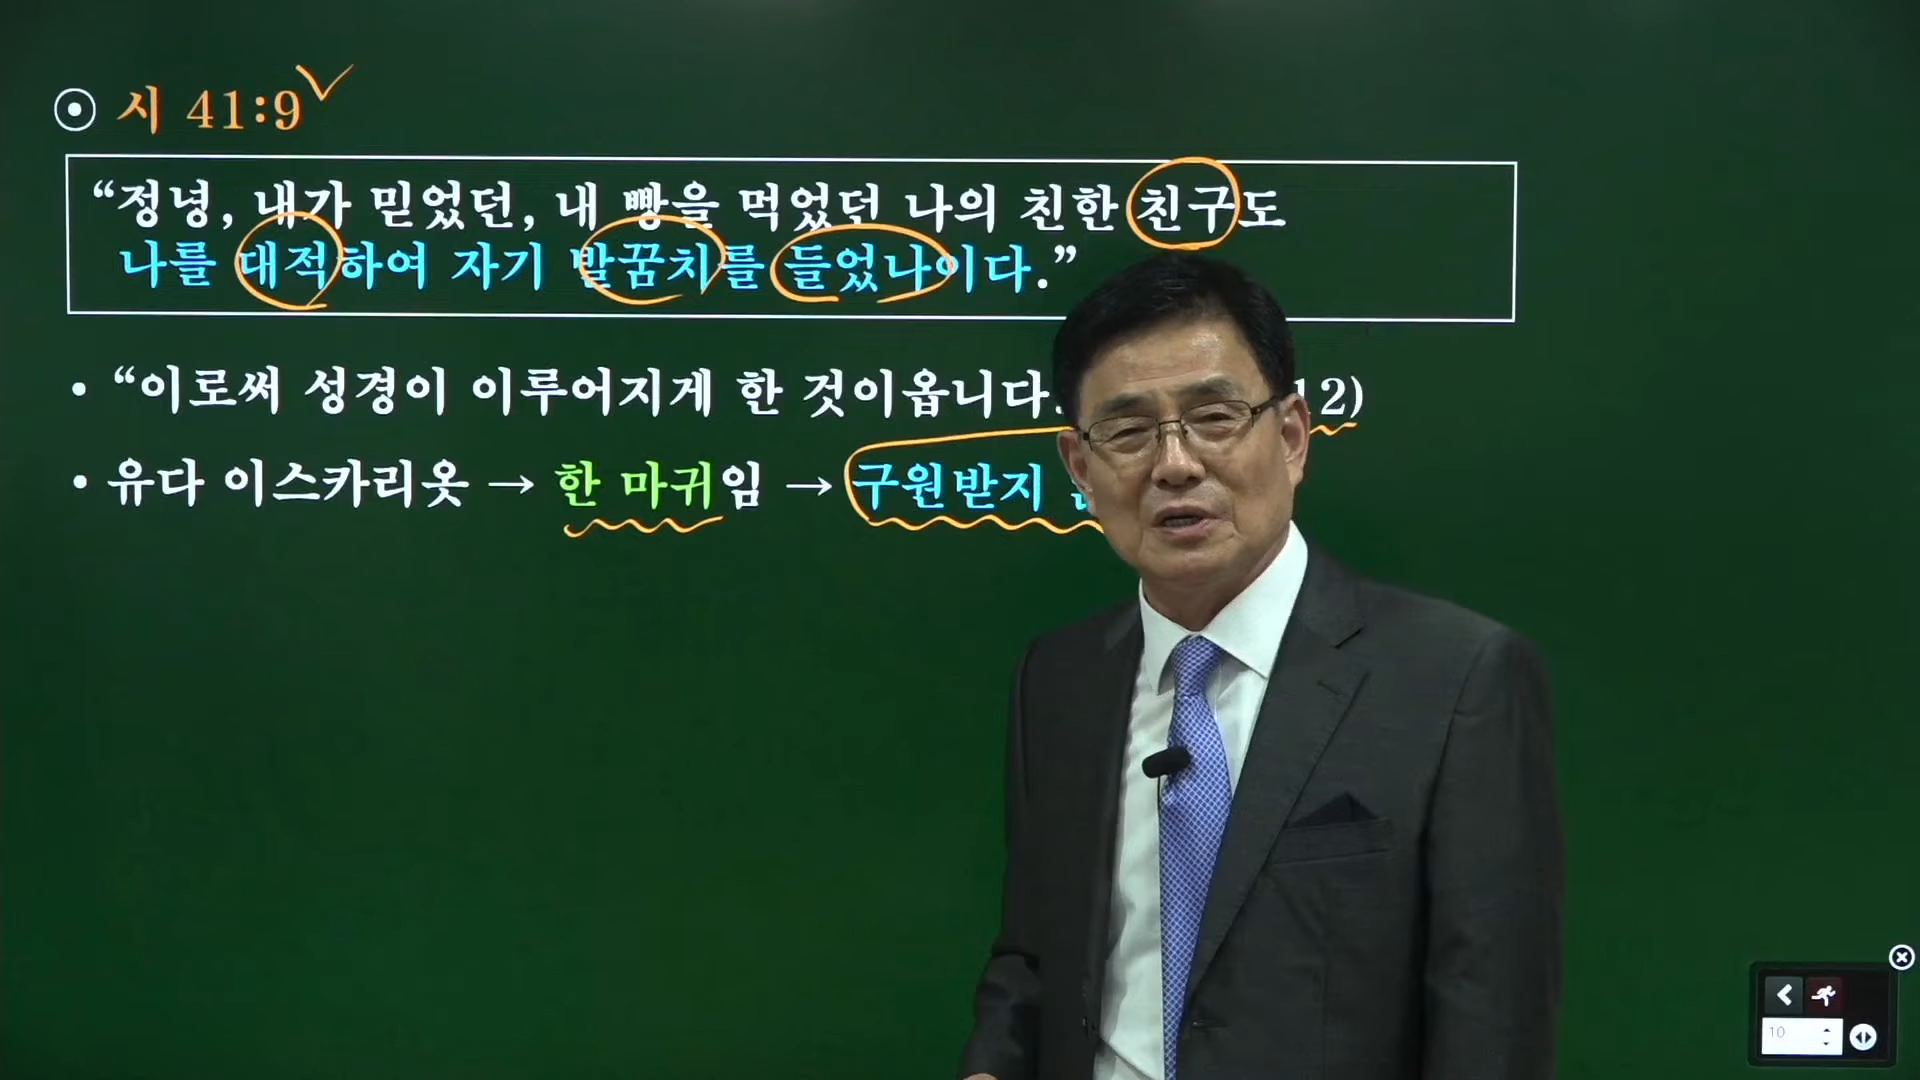 ⊙ 시 41:9
“정녕, 내가 믿었던, 내 빵을 먹었던 나의 친한 친구도
나를 대적하여 자기 발꿈치를 들었나이다.”
• “이로써 성경이 이루어지게 한 것이옵니다. 12)
• 유다 이스카리옷 → 한 마귀임 → 구원받지
10